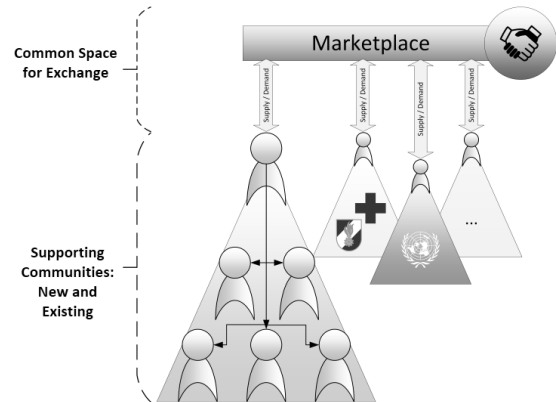 Common Space
for Exchange
Marketplace
Supply / Demand
Supply / Demand
Supply / Demand
Supply / Demand
Supporting
Communities:
New and
Existing
...